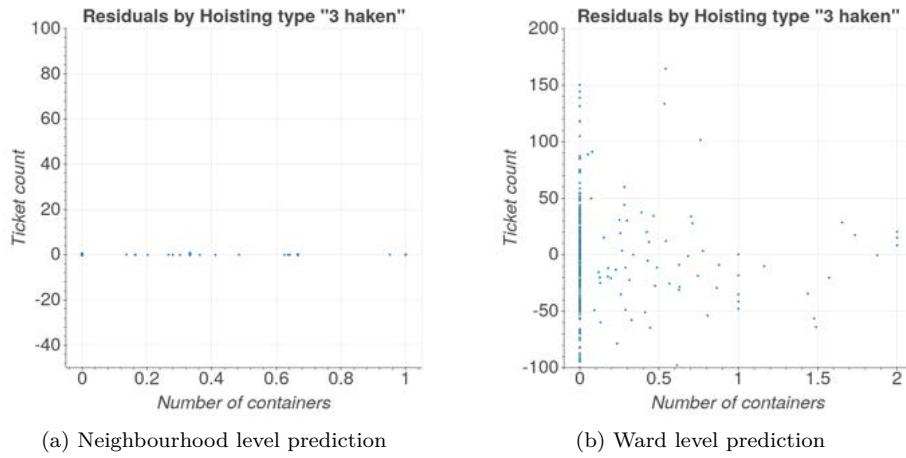 Residuals by Hoisting type "3 haken"
100
80
60
40
20
0
-20
-40
Ticket count
0 0.2 0.4 0.6 0.8 1
Number of containers
(a) Neighbourhood level prediction
Residuals by Hoisting type "3 haken"
200
150
100
50
0
-50
-100
Ticket count
0 0.5 1 1.5 2
Number of containers
(b) Ward level prediction